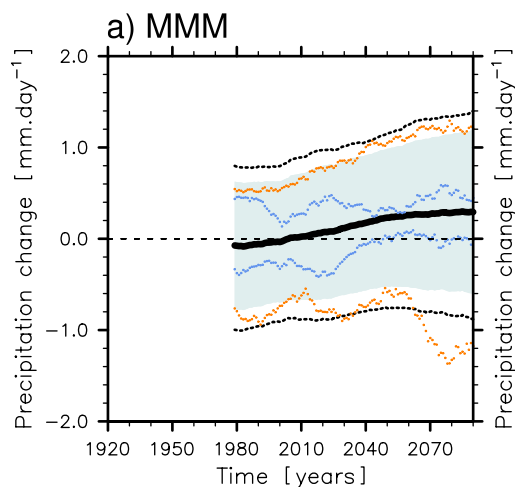 a) MMM
Precipitation change [mm.day⁻¹]
2.0
1.0
0.0
−1.0
−2.0
1920 1950 1980 2010 2040 2070
Time [years]
Precipitation change [mm.day⁻¹]